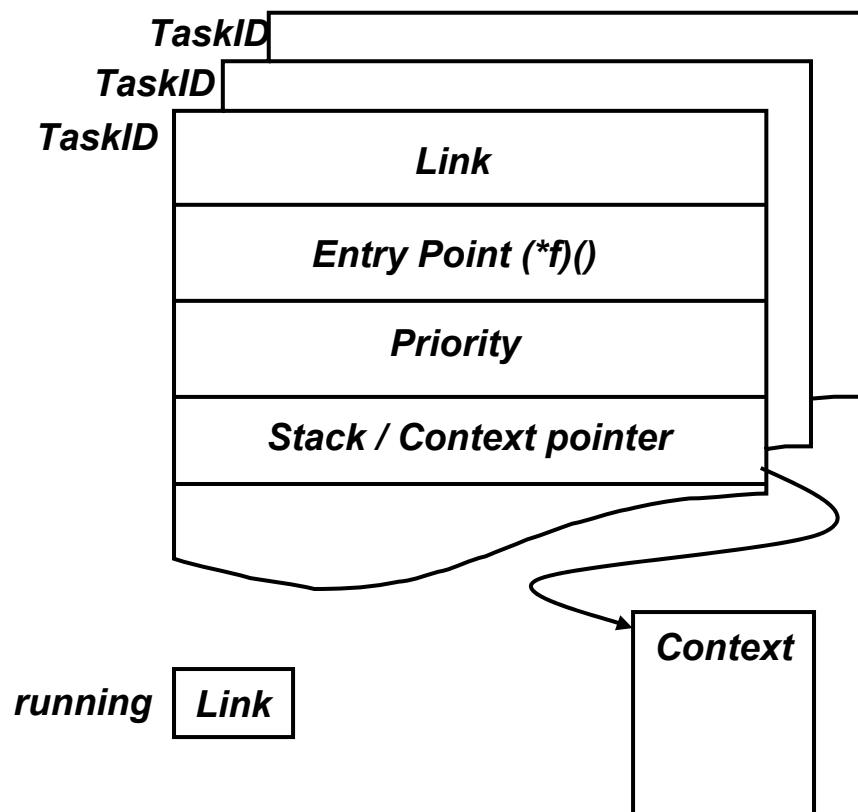 TaskID
TaskID
TaskID
Link
Entry Point (*f)()
Priority
Stack / Context pointer
Context
running Link